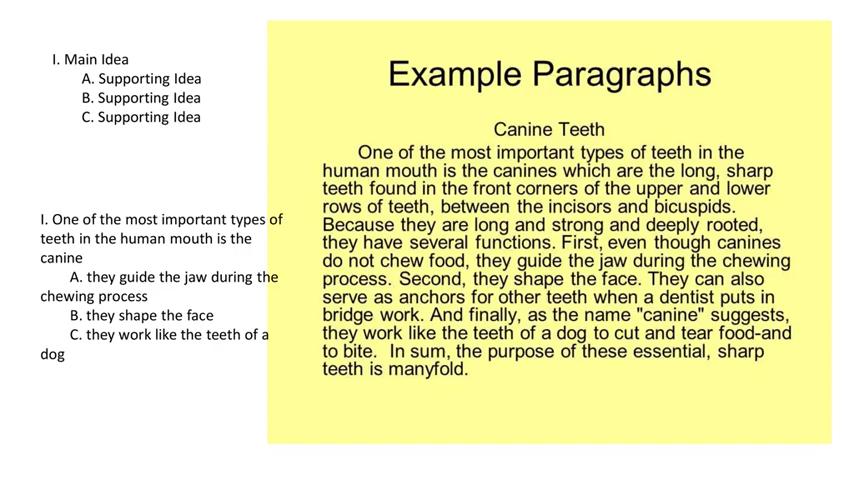 I. Main Idea
A. Supporting Idea
B. Supporting Idea
C. Supporting Idea
I. One of the most important types of
teeth in the human mouth is the
canine
A. they guide the jaw during the
chewing process
B. they shape the face
C. they work like the teeth of a
dog
Example Paragraphs
Canine Teeth
One of the most important types of teeth in the
human mouth is the canines which are the long, sharp
teeth found in the front corners of the upper and lower
rows of teeth, between the incisors and bicuspids.
Because they are long and strong and deeply rooted,
they have several functions. First, even though canines
do not chew food, they guide the jaw during the chewing
process. Second, they shape the face. They can also
serve as anchors for other teeth when a dentist puts in
bridge work. And finally, as the name "canine" suggests,
they work like the teeth of a dog to cut and tear food-and
to bite. In sum, the purpose of these essential, sharp
teeth is manyfold.